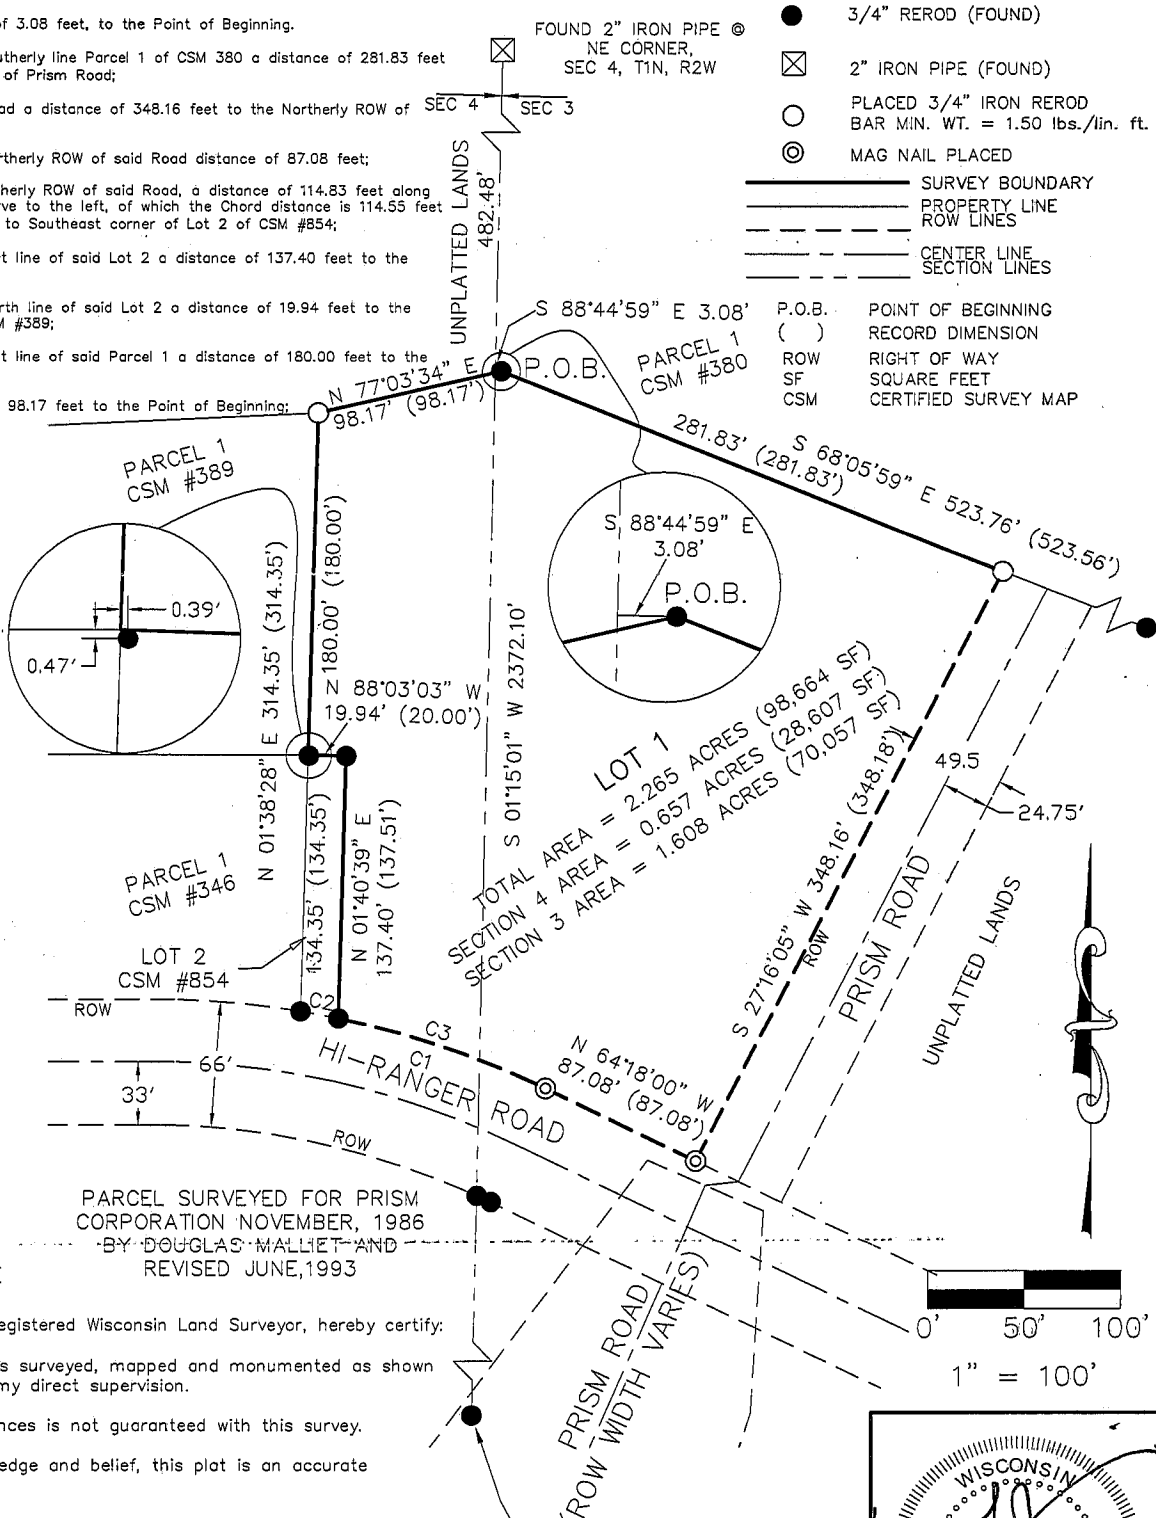 of 3.08 feet, to the Point of Beginning.
utherly line Parcel 1 of CSM 380 a distance of 281.83 feet
of Prism Road;
ad a distance of 348.16 feet to the Northerly ROW of
rtherly ROW of said Road distance of 87.08 feet;
herly ROW of said Road, a distance of 114.83 feet along
ve to the left, of which the Chord distance is 114.55 feet
to Southeast corner of Lot 2 of CSM #854;
t line of said Lot 2 a distance of 137.40 feet to the
rth line of said Lot 2 a distance of 19.94 feet to the
M #389;
t line of said Parcel 1 a distance of 180.00 feet to the
98.17 feet to the Point of Beginning;
FOUND 2" IRON PIPE @
NE CORNER,
SEC 4, T1N, R2W
SEC 4
SEC 3
3/4" REROD (FOUND)
2" IRON PIPE (FOUND)
PLACED 3/4" IRON REROD
BAR MIN. WT. = 1.50 lbs./lin. ft.
MAG NAIL PLACED
SURVEY BOUNDARY
PROPERTY LINE
ROW LINES
CENTER LINE
SECTION LINES
P.O.B. POINT OF BEGINNING
( ) RECORD DIMENSION
ROW RIGHT OF WAY
SF SQUARE FEET
CSM CERTIFIED SURVEY MAP
UNPLATTED LANDS
482.48'
S 88°44'59" E 3.08'
P.O.B.
PARCEL 1
CSM #380
N 77°03'34" E
98.17' (98.17')
281.83' (281.83')
S 68°05'59" E 523.76' (523.56')
PARCEL 1
CSM #389
S 88°44'59" E
3.08'
P.O.B.
0.39'
0.47'
N 01°38'28" E 314.35' (314.35')
180.00' (180.00')
N 88°03'03" W
19.94' (20.00')
S 01°15'01" W 2372.10'
LOT 1
TOTAL AREA = 2.265 ACRES (98,664 SF)
SECTION 4 AREA = 0.657 ACRES (28,607 SF)
SECTION 3 AREA = 1.608 ACRES (70,057 SF)
S 27°16'05" W 348.16' (348.18')
ROW
49.5
24.75'
PRISM ROAD
UNPLATTED LANDS
PARCEL 1
CSM #346
134.35' (134.35')
N 01°40'39" E
137.40' (137.51')
LOT 2
CSM #854
ROW
C2
C3
C1
HI-RANGER ROAD
N 64°18'00" W
87.08' (87.08')
66'
33'
ROW
PARCEL SURVEYED FOR PRISM
CORPORATION NOVEMBER, 1986
BY DOUGLAS MALLIET AND
REVISED JUNE,1993
PRISM ROAD
(ROW WIDTH VARIES)
egistered Wisconsin Land Surveyor, hereby certify:
s surveyed, mapped and monumented as shown
my direct supervision.
nces is not guaranteed with this survey.
edge and belief, this plat is an accurate
0' 50' 100'
1" = 100'
WISCONSIN